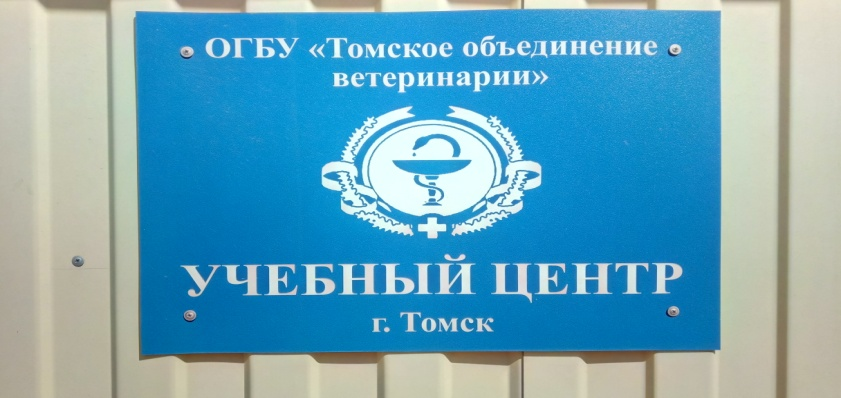 ОГБУ «Томское объединение
ветеринарии»
УЧЕБНЫЙ ЦЕНТР
г. Томск